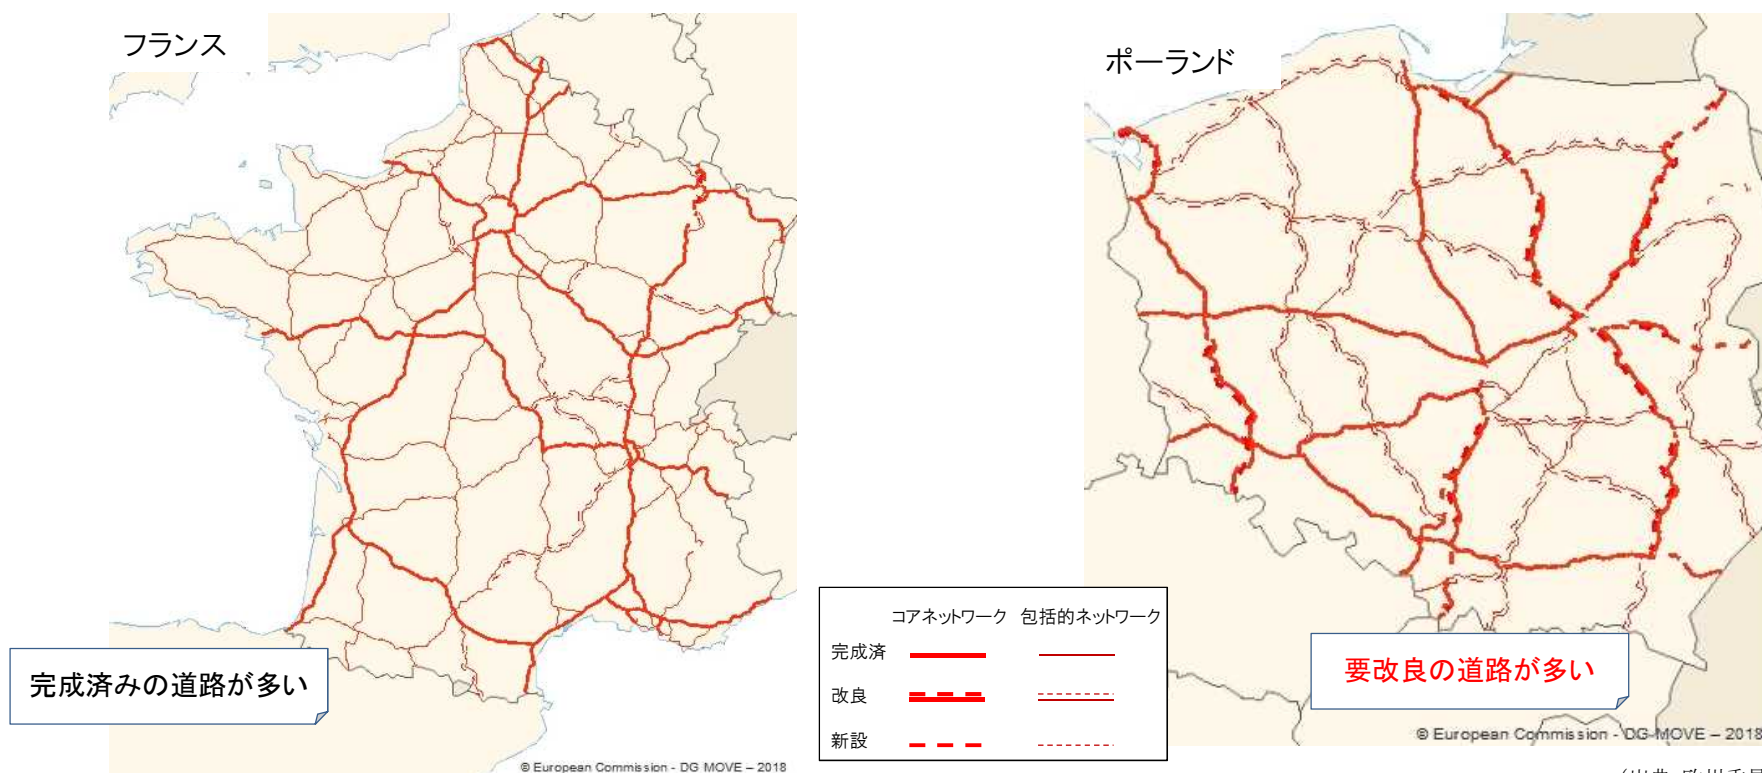 フランス
ポーランド
完成済みの道路が多い
コアネットワーク 包括的ネットワーク
完成済
改良
新設
要改良の道路が多い
© European Commission - DG MOVE – 2018
© European Commission - DG MOVE – 2018